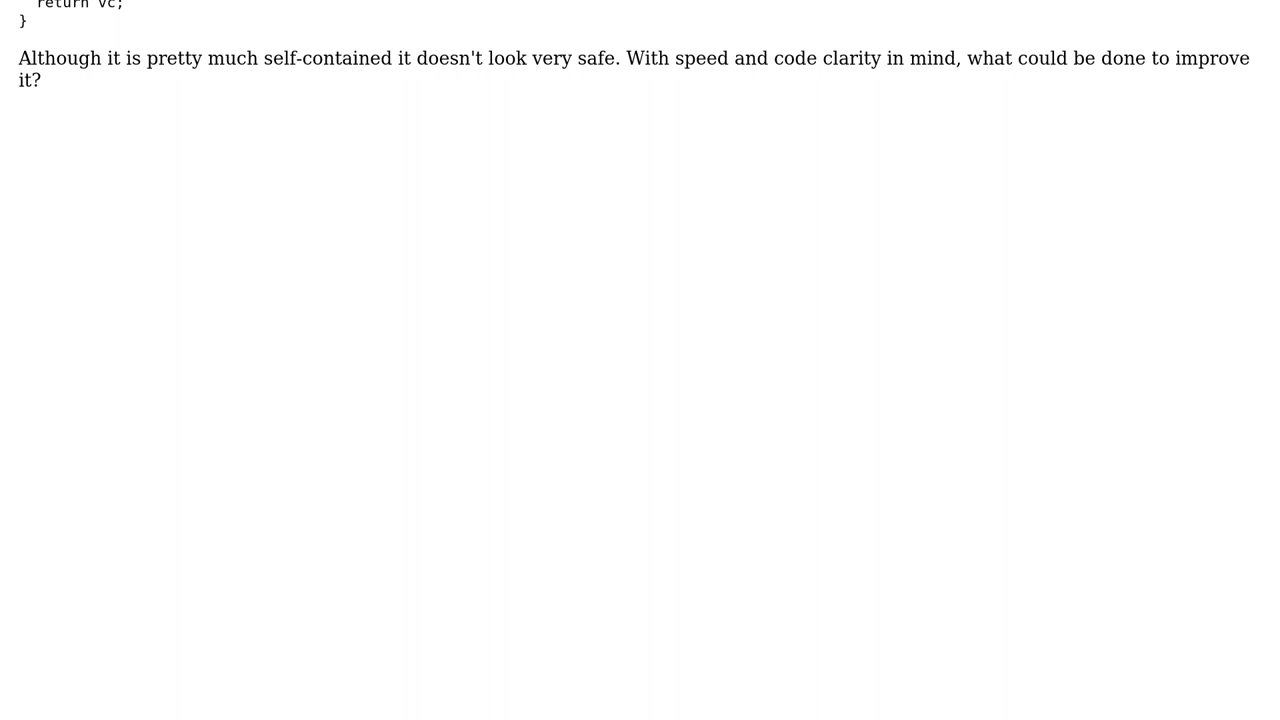 return vc;
}
Although it is pretty much self-contained it doesn't look very safe. With speed and code clarity in mind, what could be done to improve
it?